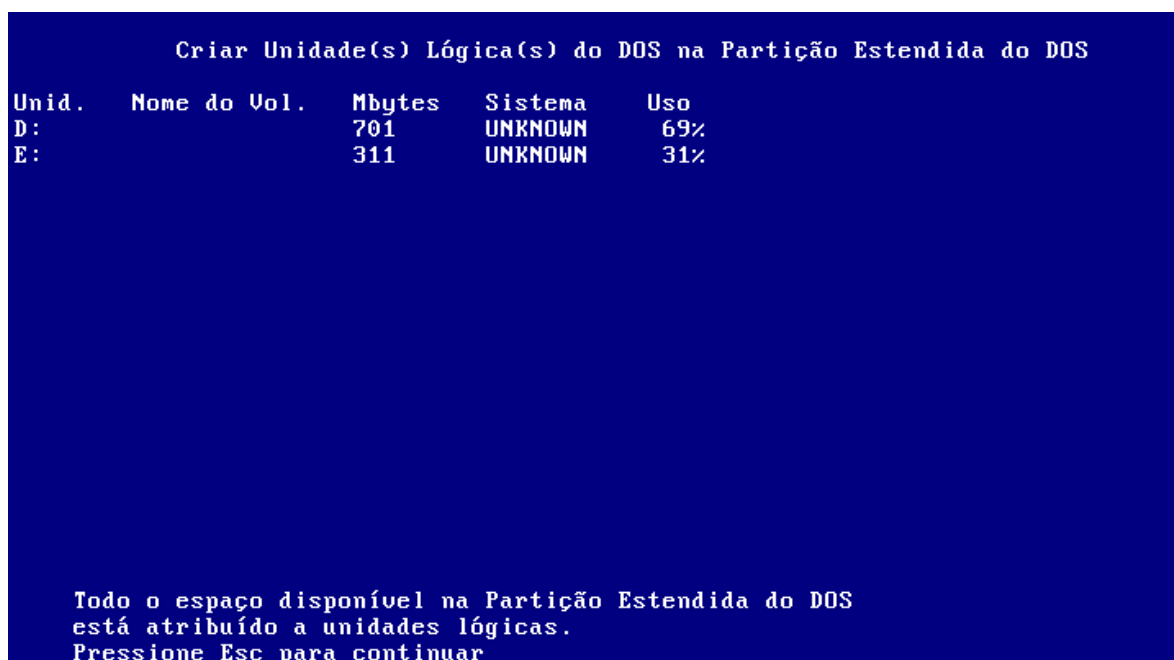 Criar Unidade(s) Lógica(s) do DOS na Partição Estendida do DOS
Unid. Nome do Vol. Mbytes Sistema Uso
D: 701 UNKNOWN 69%
E: 311 UNKNOWN 31%
Todo o espaço disponível na Partição Estendida do DOS
está atribuído a unidades lógicas.
Pressione Esc para continuar